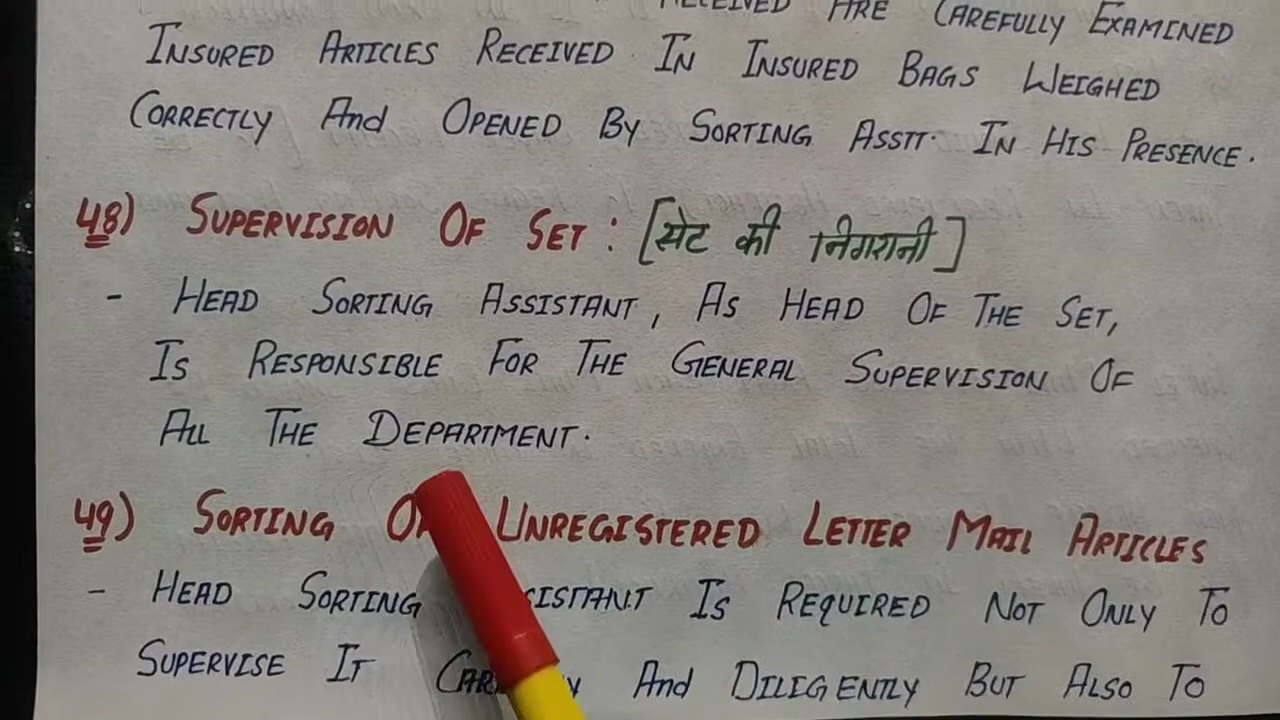 RECEIVED ARE CAREFULLY EXAMINED
INSURED ARTICLES RECEIVED IN INSURED BAGS WEIGHED
CORRECTLY And OPENED BY SORTING ASSTT. IN HIS PRESENCE.
48) SUPERVISION OF SET : [सेट की निगरानी]
- HEAD SORTING ASSISTANT, AS HEAD OF THE SET,
IS RESPONSIBLE FOR THE GENERAL SUPERVISION OF
ALL THE DEPARTMENT.
49) SORTING OF UNREGISTERED LETTER MAIL ARTICLES
- HEAD SORTING IS REQUIRED NOT ONLY TO
SUPERVISE IT And DILIGENTLY BUT ALSO TO